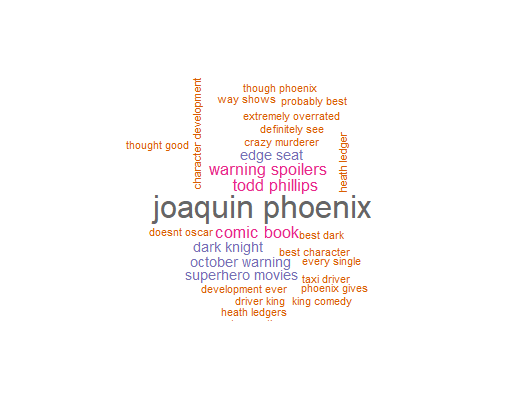 though phoenix
way shows
probably best
character development
extremely overrated
definitely see
crazy murderer
thought good
edge seat
heath ledger
warning spoilers
todd phillips
joaquin phoenix
doesnt oscar
comic book
best dark
dark knight
best character
october warning
every single
superhero movies
taxi driver
development ever
phoenix gives
driver king
king comedy
heath ledgers